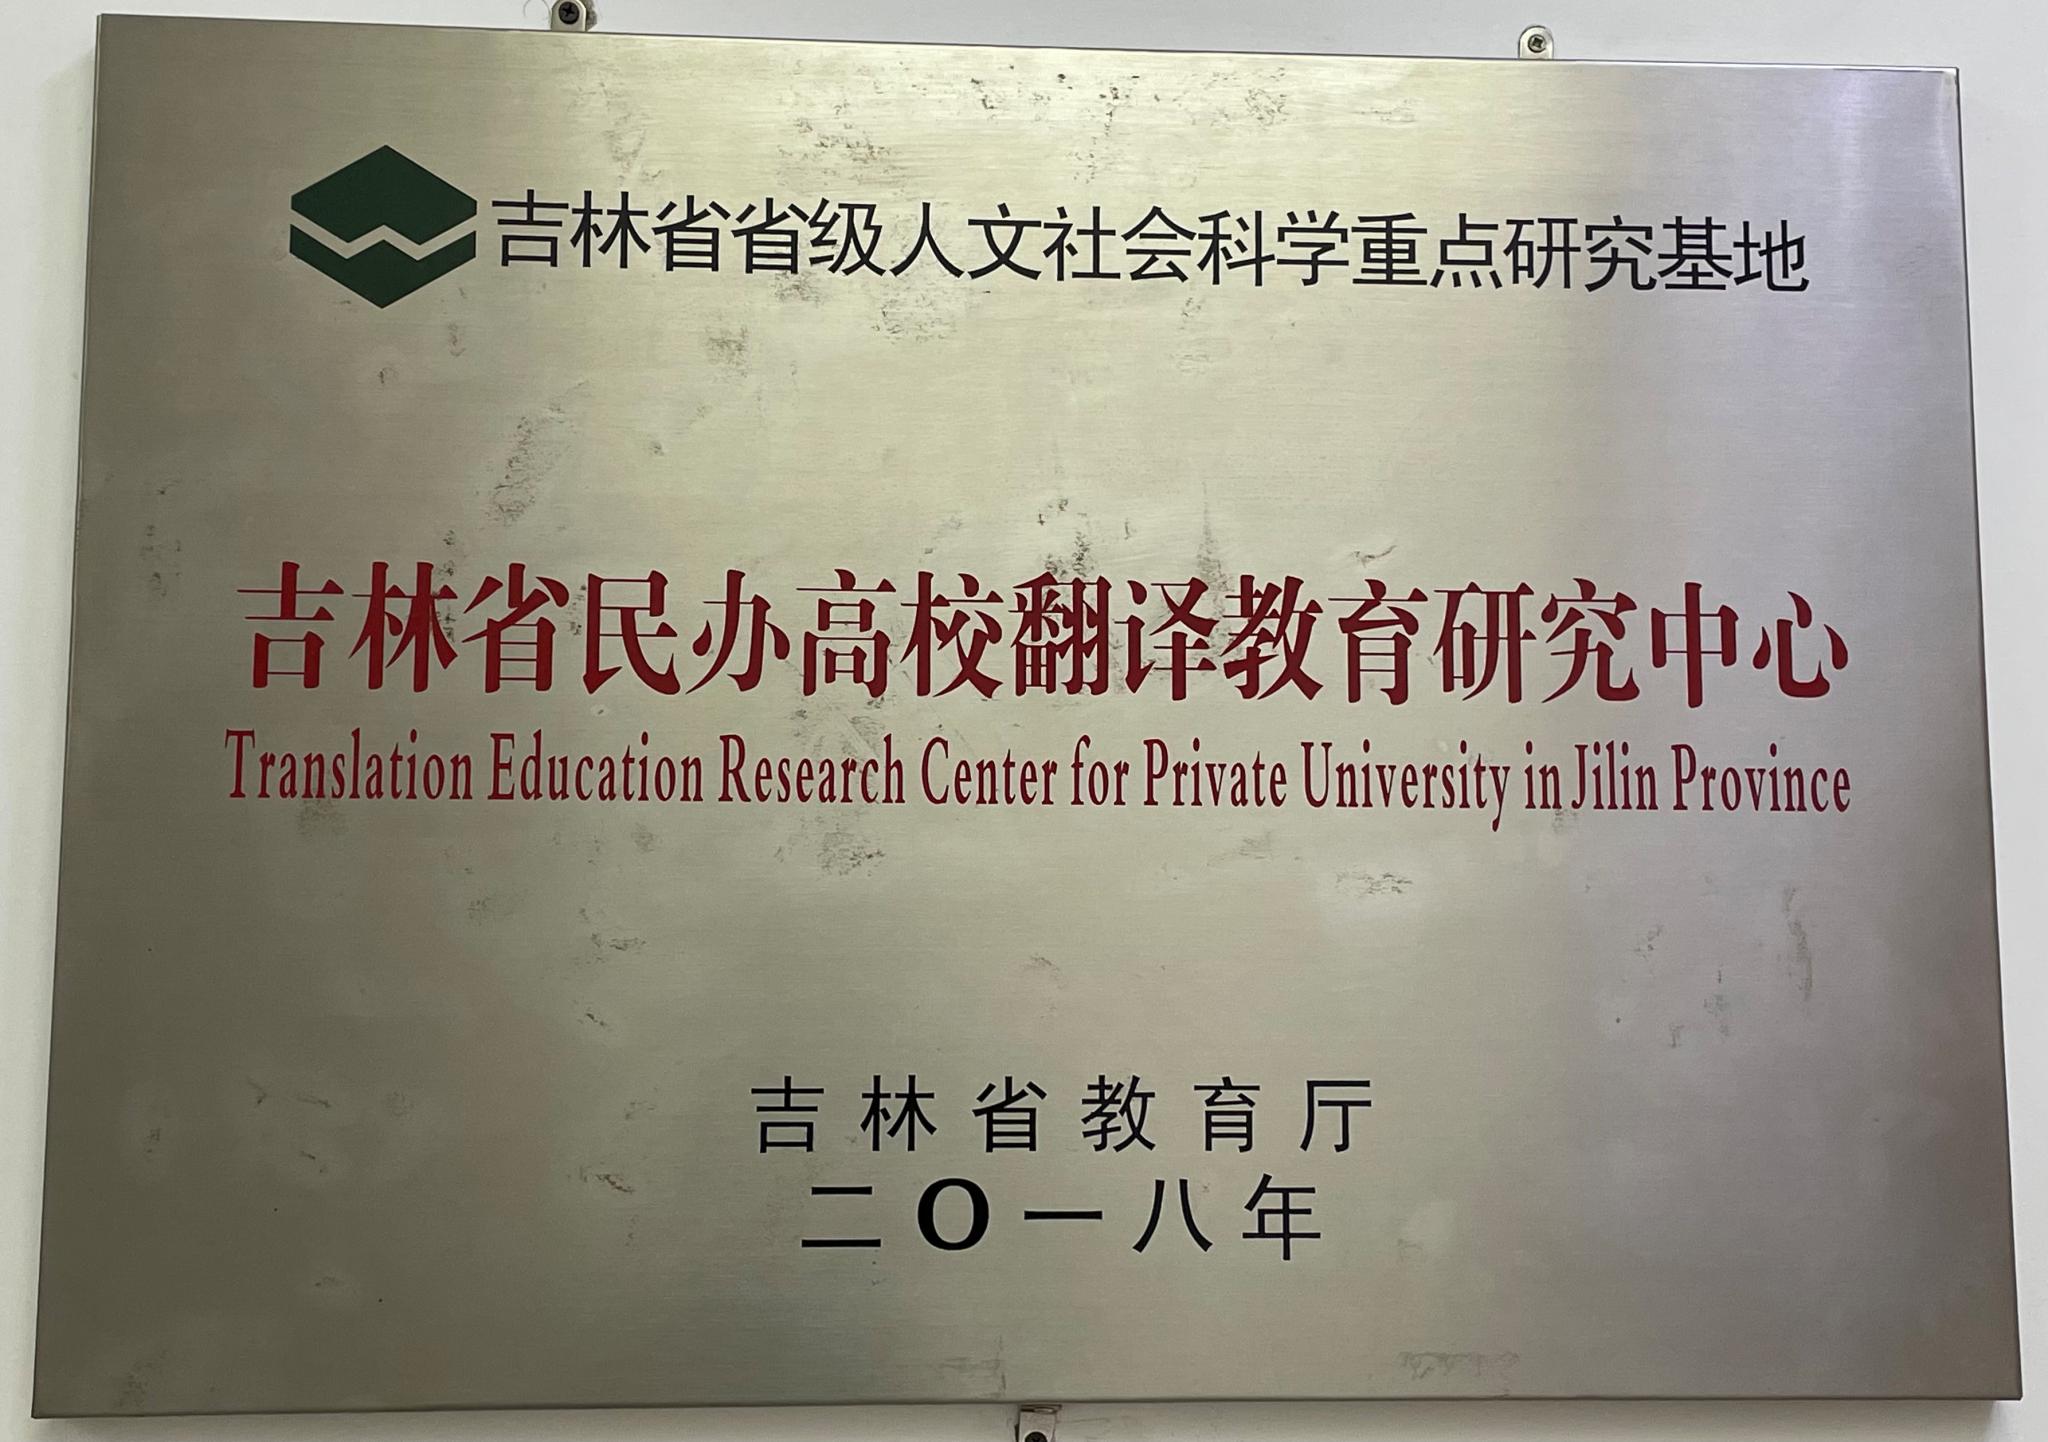 吉林省省级人文社会科学重点研究基地
吉林省民办高校翻译教育研究中心
Translation Education Research Center for Private University in Jilin Province
吉林省教育厅
二O一八年